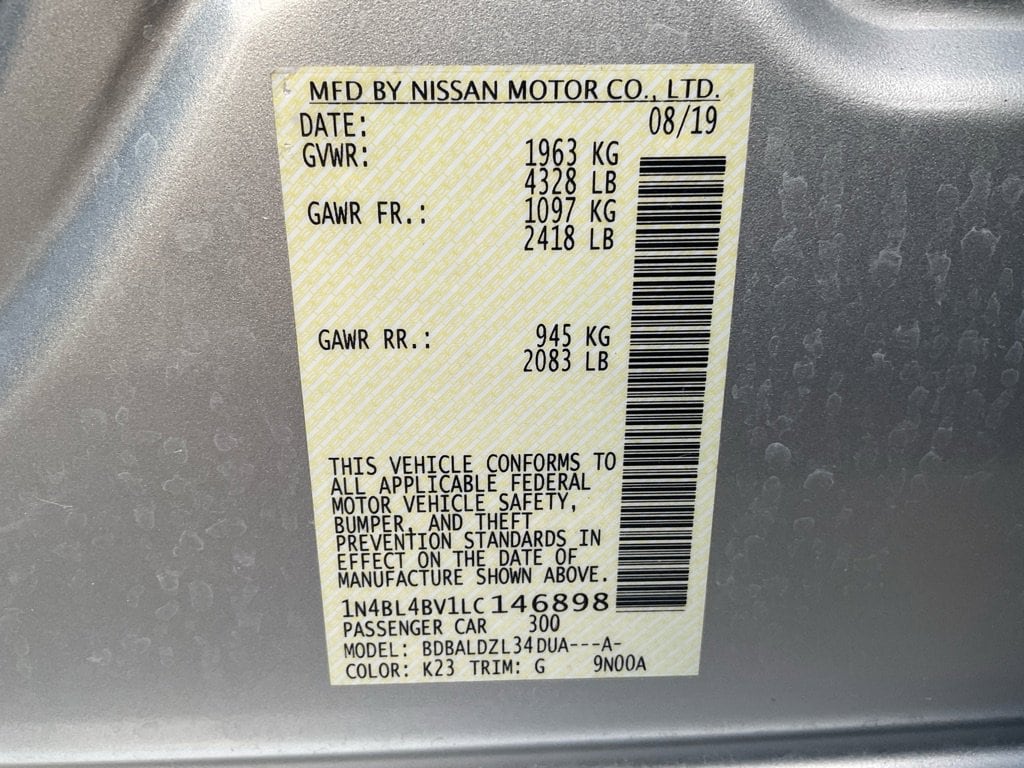 MFD BY NISSAN MOTOR CO., LTD.
DATE: 08/19
GVWR: 1963 KG
4328 LB
GAWR FR.: 1097 KG
2418 LB
GAWR RR.: 945 KG
2083 LB
THIS VEHICLE CONFORMS TO
ALL APPLICABLE FEDERAL
MOTOR VEHICLE SAFETY,
BUMPER, AND THEFT
PREVENTION STANDARDS IN
EFFECT ON THE DATE OF
MANUFACTURE SHOWN ABOVE.
1N4BL4BV1LC146898
PASSENGER CAR 300
MODEL: BDBALDZL34DUA---A-
COLOR: K23 TRIM: G 9N00A